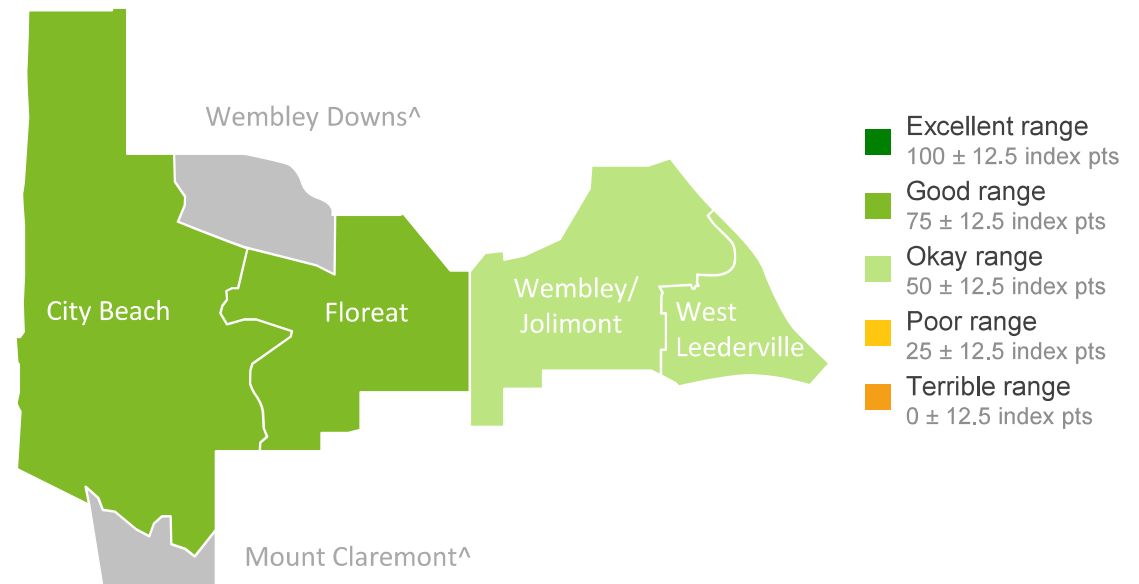 Wembley Downs^
City Beach
Floreat
Wembley/
Jolimont
West
Leederville
Mount Claremont^
Excellent range
100 ± 12.5 index pts
Good range
75 ± 12.5 index pts
Okay range
50 ± 12.5 index pts
Poor range
25 ± 12.5 index pts
Terrible range
0 ± 12.5 index pts